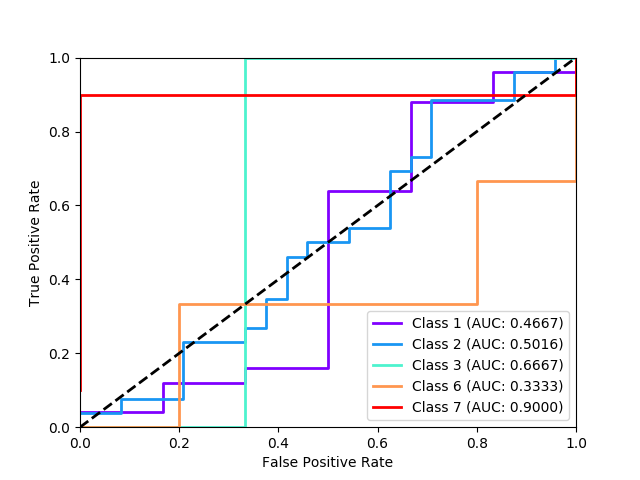 1.0
0.8
0.6
0.4
0.2
0.0
True Positive Rate
0.0 0.2 0.4 0.6 0.8 1.0
False Positive Rate
Class 1 (AUC: 0.4667)
Class 2 (AUC: 0.5016)
Class 3 (AUC: 0.6667)
Class 6 (AUC: 0.3333)
Class 7 (AUC: 0.9000)